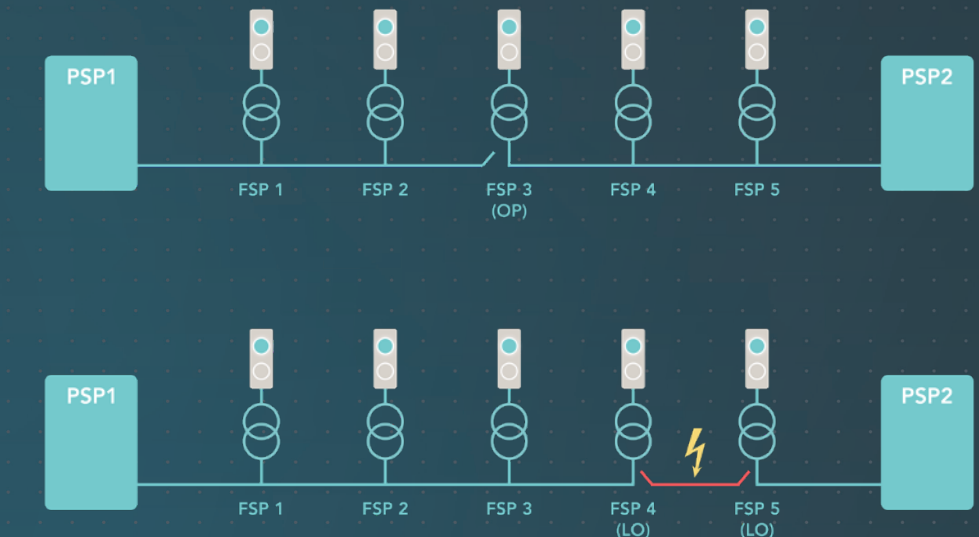 PSP1
PSP2
FSP 1
FSP 2
FSP 3
(OP)
FSP 4
FSP 5
PSP1
PSP2
FSP 1
FSP 2
FSP 3
FSP 4
(LO)
FSP 5
(LO)